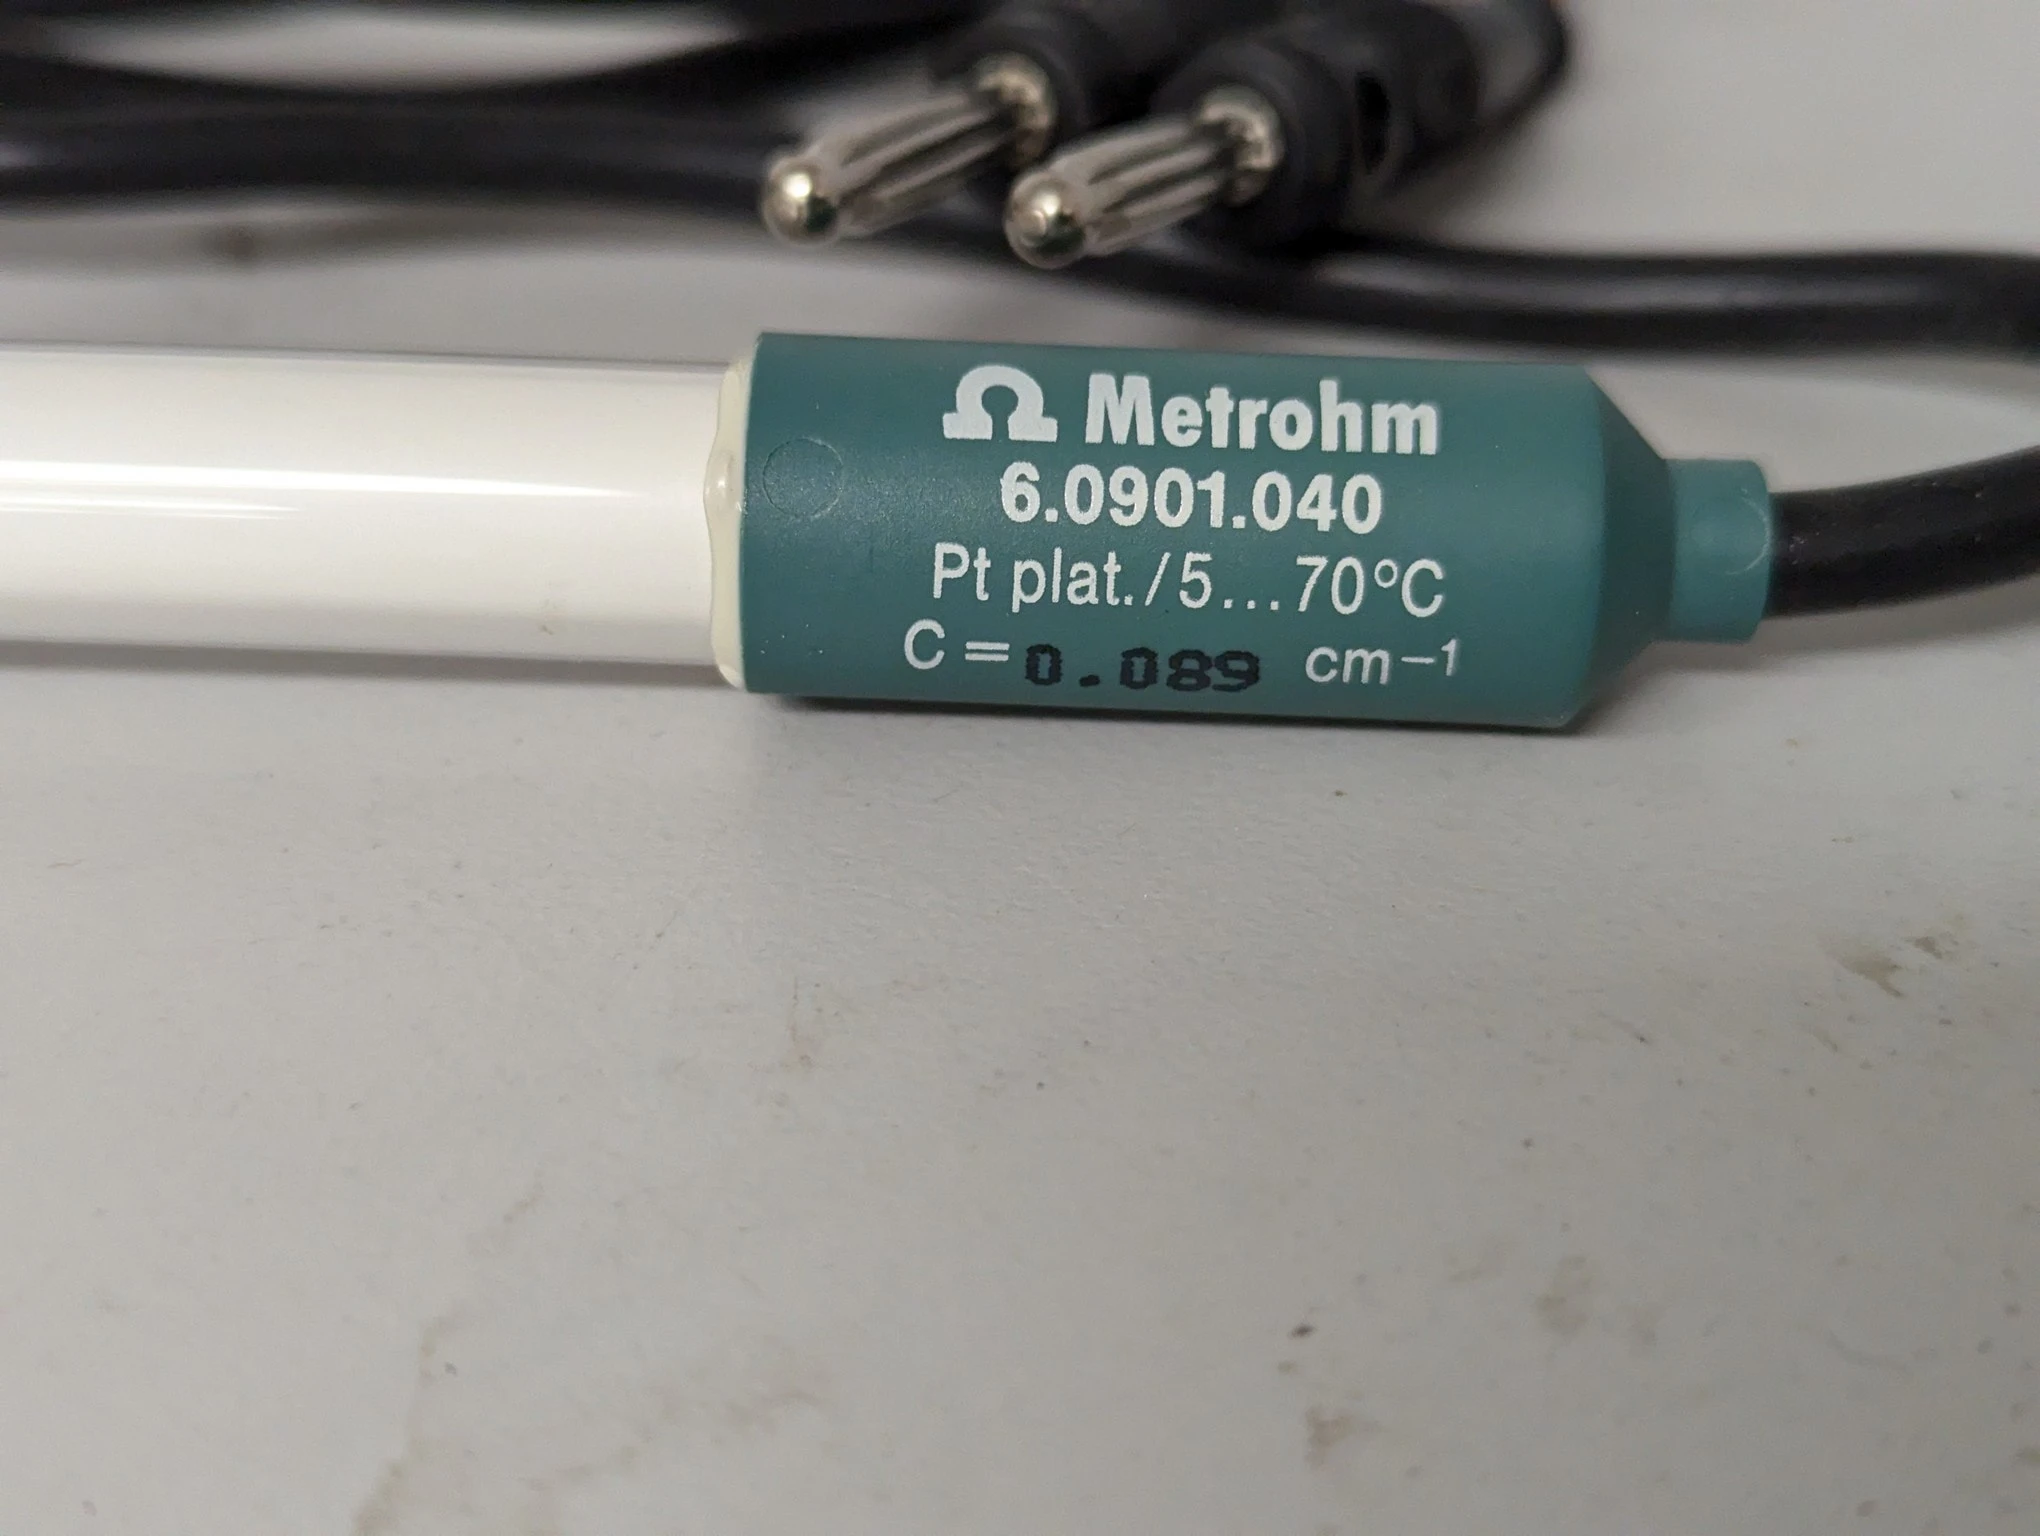 Ω Metrohm
6.0901.040
Pt plat./5...70°C
C = 0.089 cm⁻¹